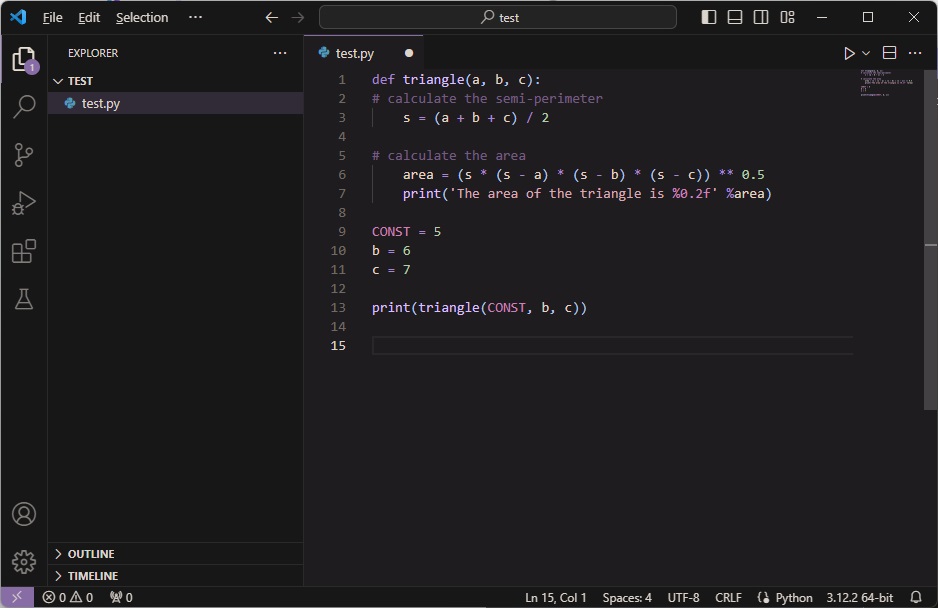 File Edit Selection ··· test
EXPLORER ···
TEST
test.py
OUTLINE
TIMELINE
1
test.py
1 def triangle(a, b, c):
2 # calculate the semi-perimeter
3     s = (a + b + c) / 2
4
5 # calculate the area
6     area = (s * (s - a) * (s - b) * (s - c)) ** 0.5
7     print('The area of the triangle is %0.2f' %area)
8
9 CONST = 5
10 b = 6
11 c = 7
12
13 print(triangle(CONST, b, c))
14
15
0 0 0 Ln 15, Col 1 Spaces: 4 UTF-8 CRLF Python 3.12.2 64-bit